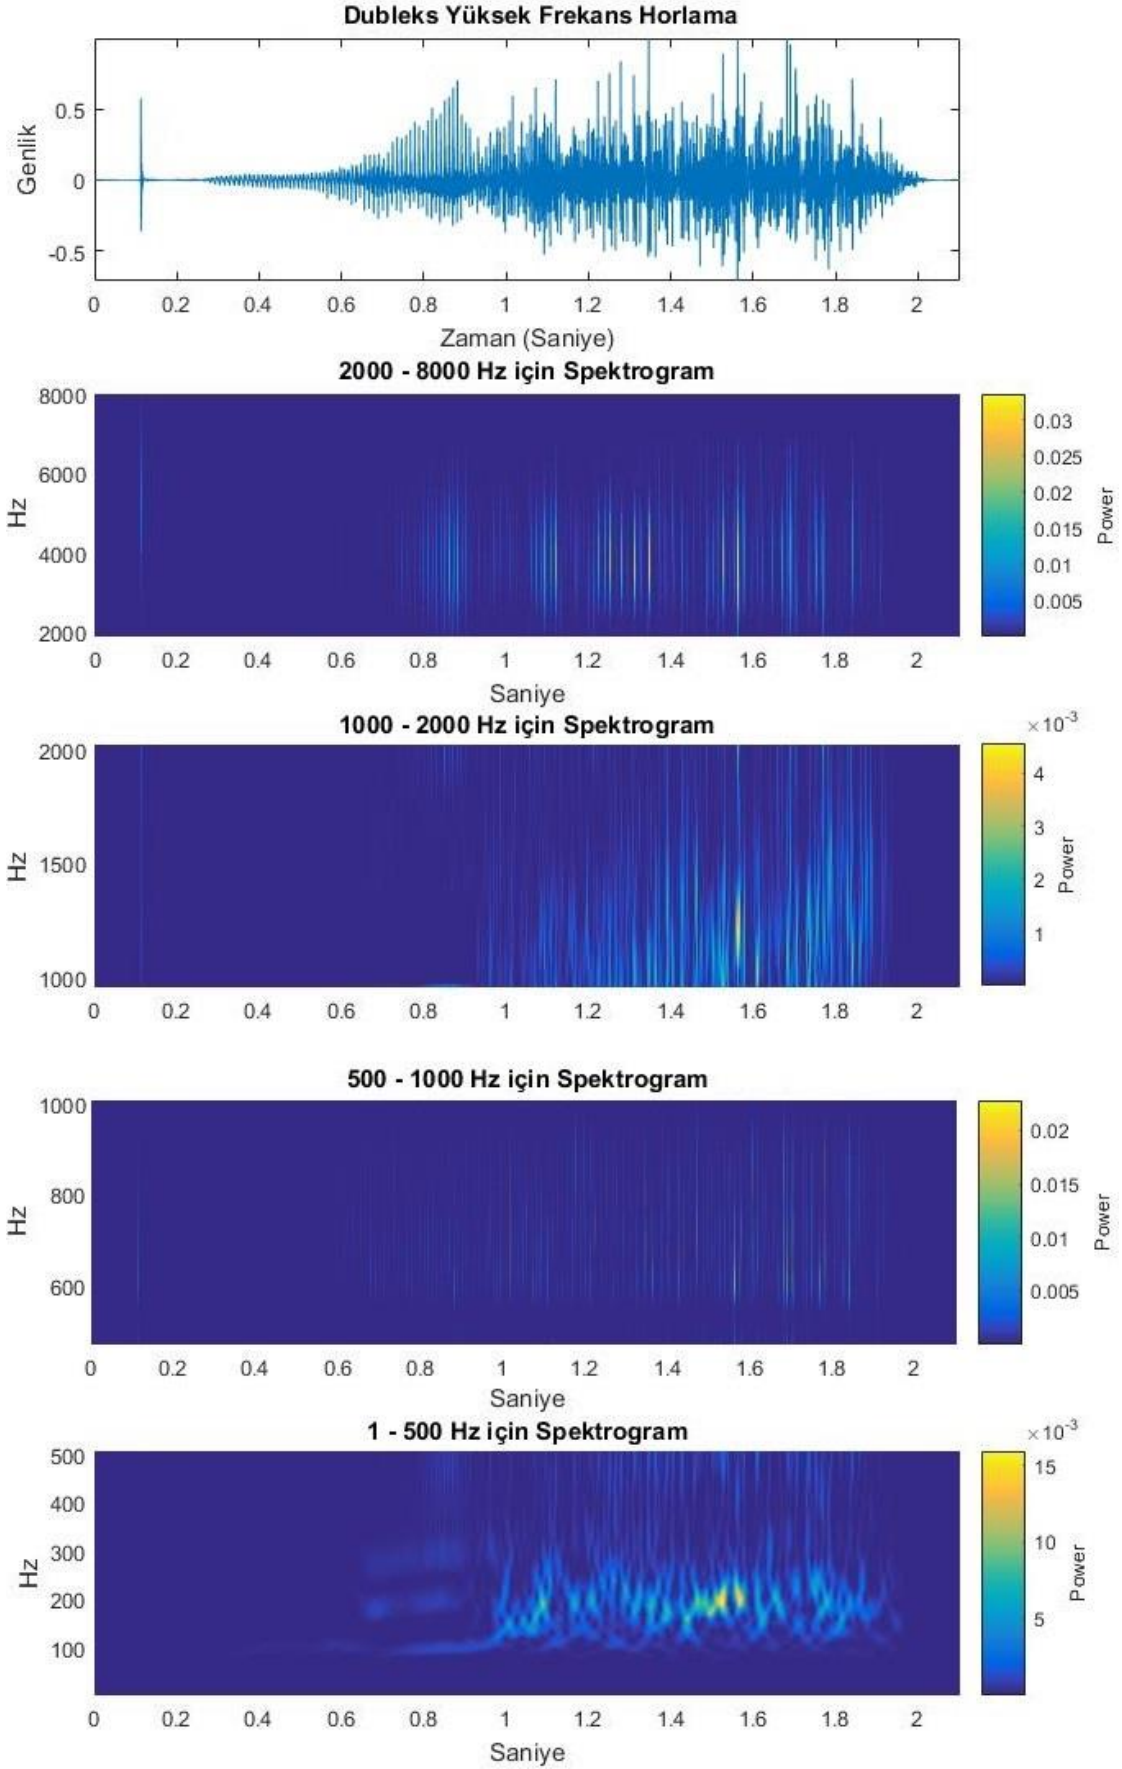 Dubleks Yüksek Frekans Horlama
Genlik
0.5
0
-0.5
0 0.2 0.4 0.6 0.8 1 1.2 1.4 1.6 1.8 2
Zaman (Saniye)
2000 - 8000 Hz için Spektrogram
Hz
8000
6000
4000
2000
0 0.2 0.4 0.6 0.8 1 1.2 1.4 1.6 1.8 2
Saniye
0.03
0.025
0.02
0.015
0.01
0.005
Power
1000 - 2000 Hz için Spektrogram
Hz
2000
1500
1000
0 0.2 0.4 0.6 0.8 1 1.2 1.4 1.6 1.8 2
×10-3
4
3
2
1
Power
500 - 1000 Hz için Spektrogram
Hz
1000
800
600
0 0.2 0.4 0.6 0.8 1 1.2 1.4 1.6 1.8 2
Saniye
0.02
0.015
0.01
0.005
Power
1 - 500 Hz için Spektrogram
Hz
500
400
300
200
100
0 0.2 0.4 0.6 0.8 1 1.2 1.4 1.6 1.8 2
Saniye
×10-3
15
10
5
Power